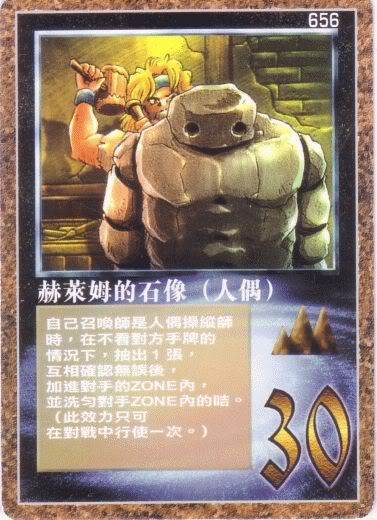 656
赫萊姆的石像（人偶）
自己召喚師是人偶操縱師
時，在不看對方手牌的
情況下，抽出1張，
互相確認無誤後，
加進對手的ZONE內，
並洗勻對手ZONE內的咭。
（此效力只可
在對戰中行使一次。）
30